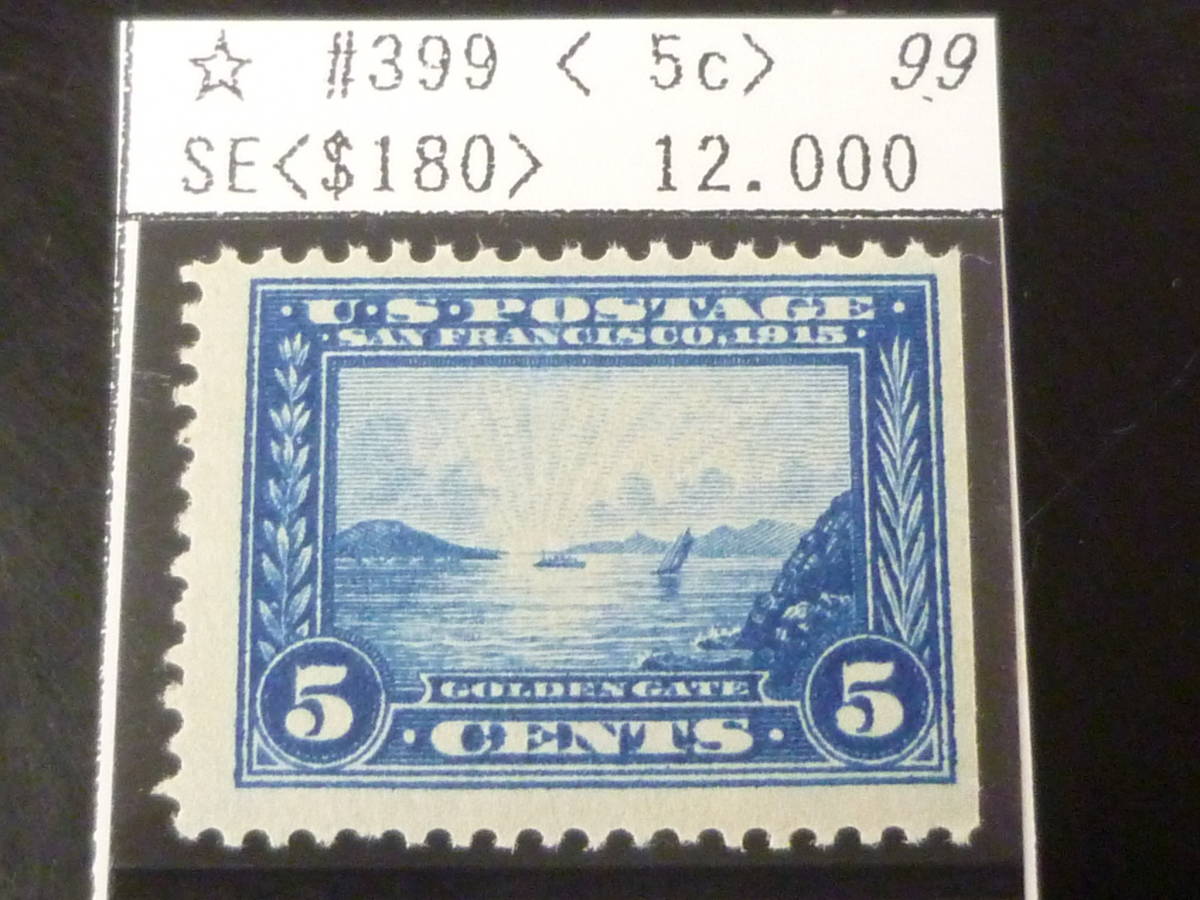 ☆ #399 < 5c> 99
SE<$180> 12.000
U·S·POSTAGE
SAN FRANCISCO, 1915
GOLDEN GATE
5 CENTS 5